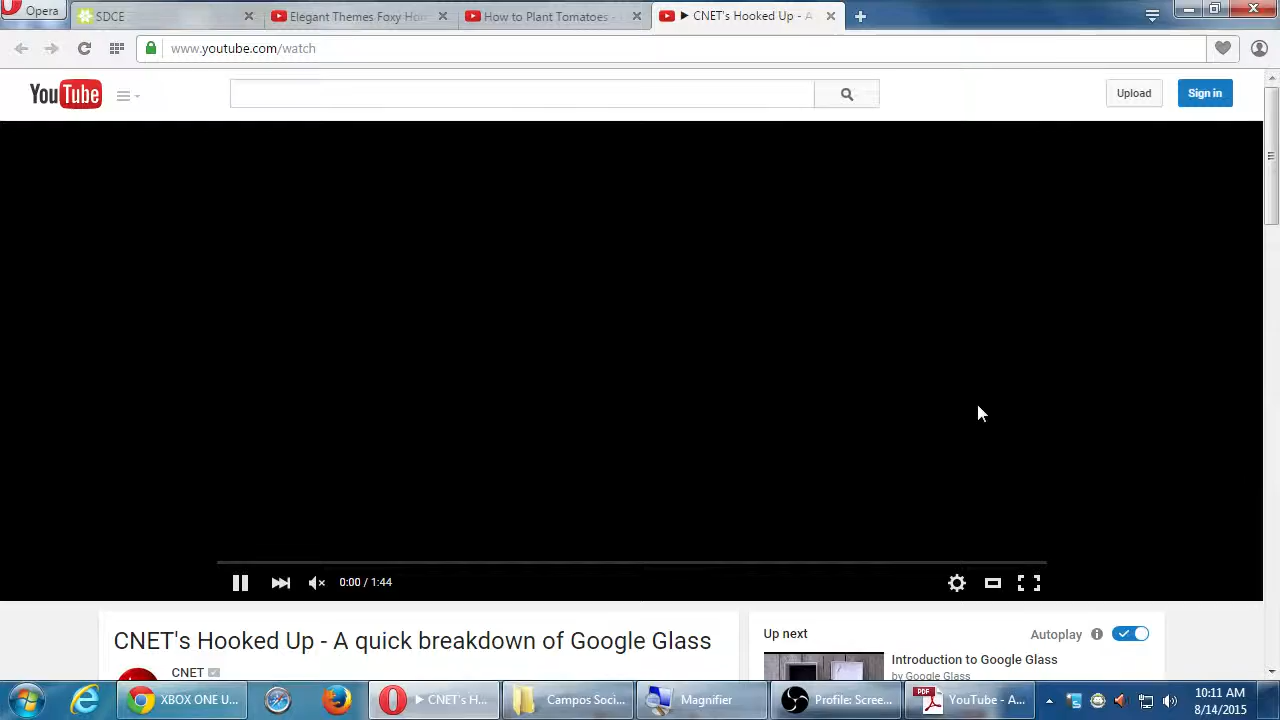 Opera
SDCE
Elegant Themes Foxy Hor
How to Plant Tomatoes -
CNET's Hooked Up - A
www.youtube.com/watch
YouTube
Upload
Sign in
0:00 / 1:44
CNET's Hooked Up - A quick breakdown of Google Glass
CNET
Up next
Autoplay
Introduction to Google Glass
by Google Glass
XBOX ONE U...
CNET's H...
Campos Soci...
Magnifier
Profile: Scree...
PDF
YouTube - A...
10:11 AM
8/14/2015